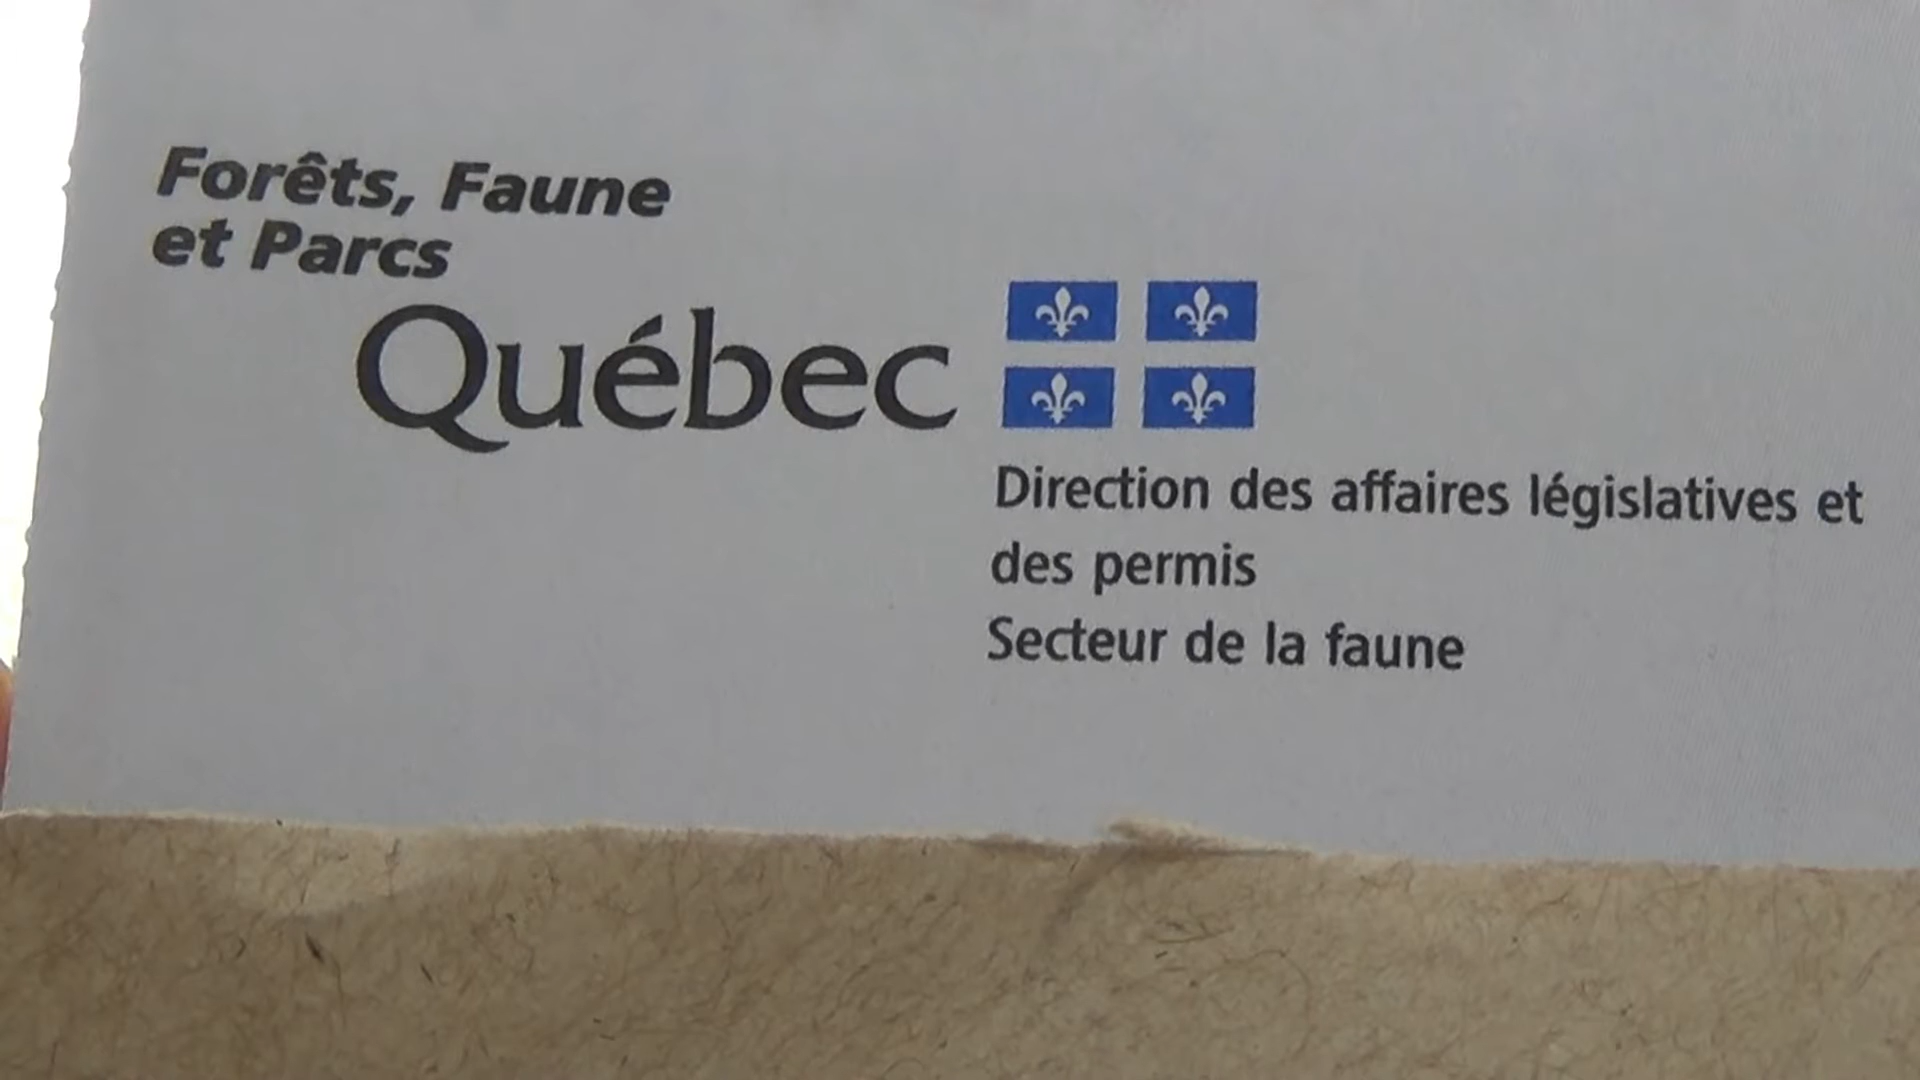 Forêts, Faune
et Parcs
Québec
Direction des affaires législatives et
des permis
Secteur de la faune